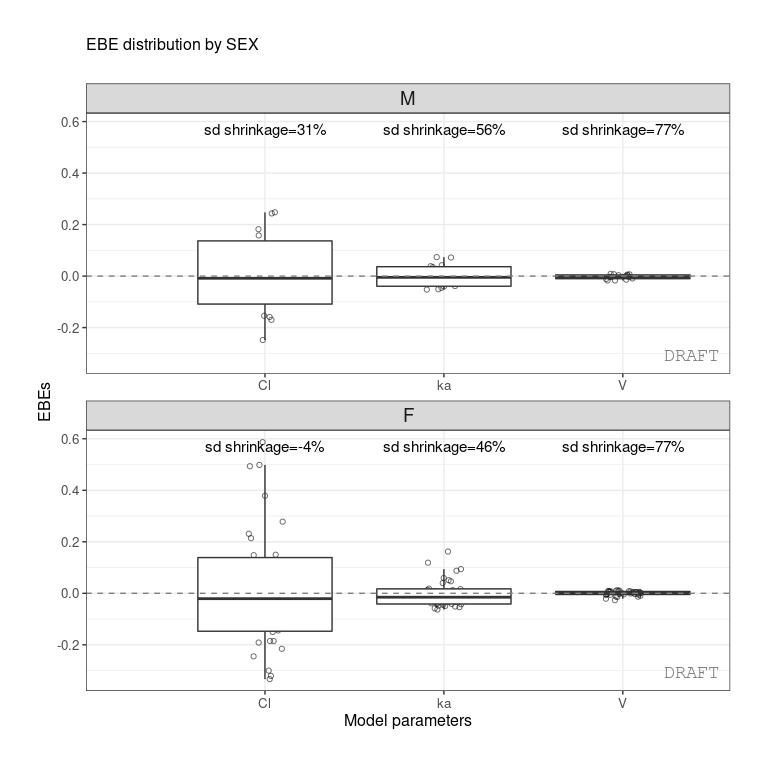 EBE distribution by SEX
M
0.6
sd shrinkage=31% sd shrinkage=56% sd shrinkage=77%
0.4
0.2
0.0
-0.2
DRAFT
Cl ka V
EBEs
F
0.6
sd shrinkage=-4% sd shrinkage=46% sd shrinkage=77%
0.4
0.2
0.0
-0.2
DRAFT
Cl ka V
Model parameters